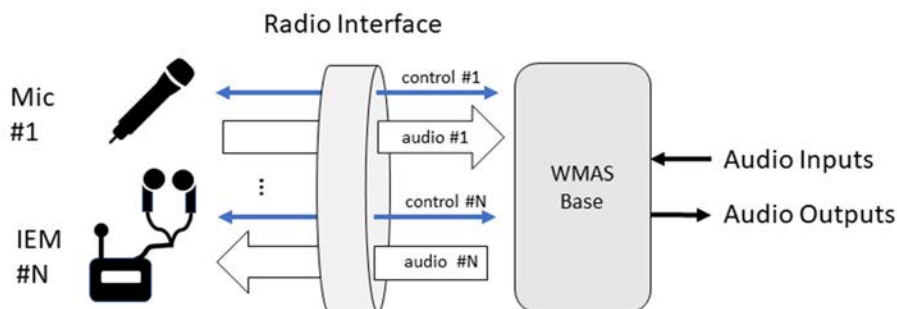 Radio Interface
Mic
#1
control #1
audio #1
...
IEM
#N
control #N
audio #N
WMAS
Base
Audio Inputs
Audio Outputs